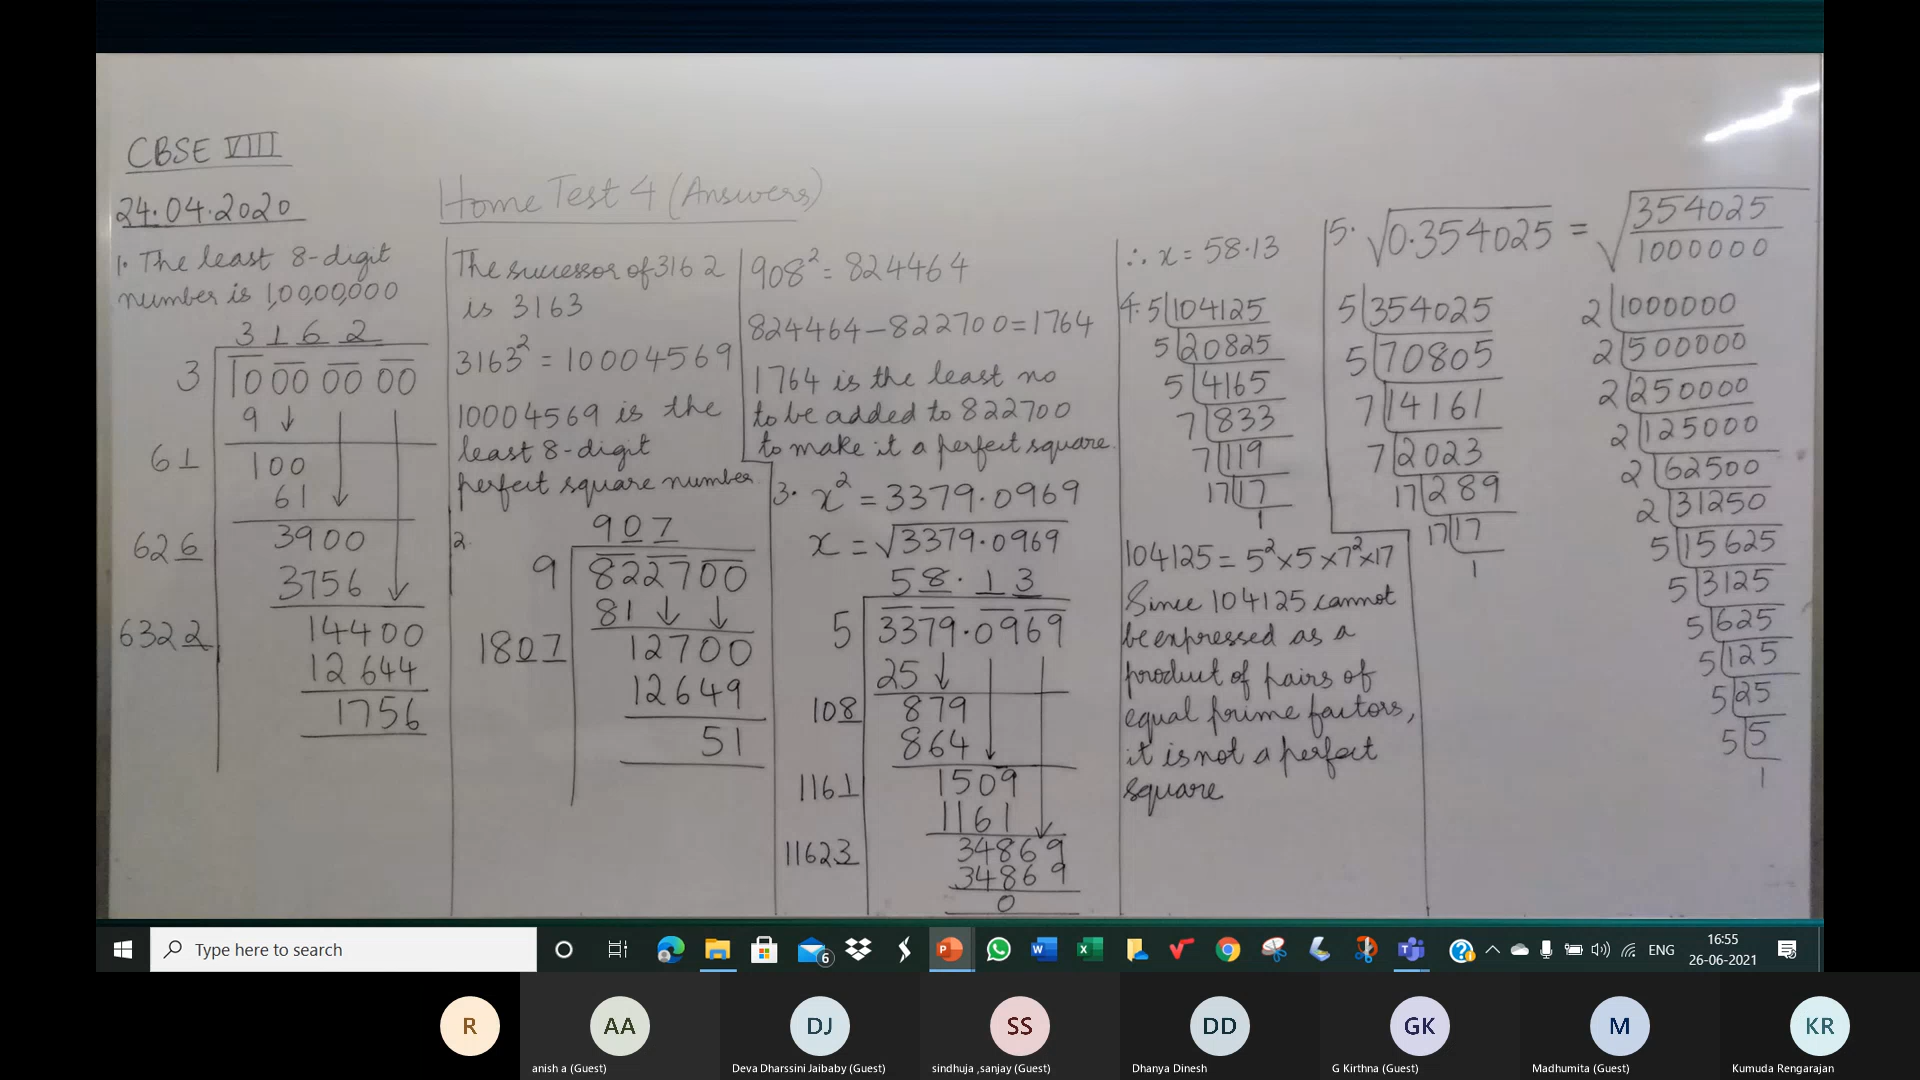 CBSE VIII
24.04.2020
Home Test 4 (Answers)
1. The least 8-digit
number is 1,00,00,000
3 1 6 2
3 10 00 00 00
9
61 100
61
626 3900
3756
6322 14400
12644
1756
The successor of 3162
is 3163
3163² = 10004569
10004569 is the
least 8-digit
perfect square number
2.
907
9 822700
81
1807 12700
12649
51
908² = 824464
824464-822700=1764
1764 is the least no
to be added to 822700
to make it a perfect square.
3. x² = 3379.0969
x = √3379.0969
58.13
5 3379.0969
25
108 879
864
1161 1509
1161
11623 34869
34869
0
∴ x = 58.13
4. 5 104125
5 20825
5 4165
7 833
7 119
17 17
1
104125 = 5²×5×7²×17
Since 104125 cannot
be expressed as a
product of pairs of
equal prime factors,
it is not a perfect
square
5. √0.354025 = √354025/1000000
5 354025
5 70805
7 14161
7 2023
17 289
17 17
1
2 1000000
2 500000
2 250000
2 125000
2 62500
2 31250
5 15625
5 3125
5 625
5 125
5 25
5 5
1
Type here to search
6
ENG
16:55
26-06-2021
R
AA
DJ
SS
DD
GK
M
KR
anish a (Guest)
Deva Dharssini Jaibaby (Guest)
sindhuja ,sanjay (Guest)
Dhanya Dinesh
G Kirthna (Guest)
Madhumita (Guest)
Kumuda Rengarajan